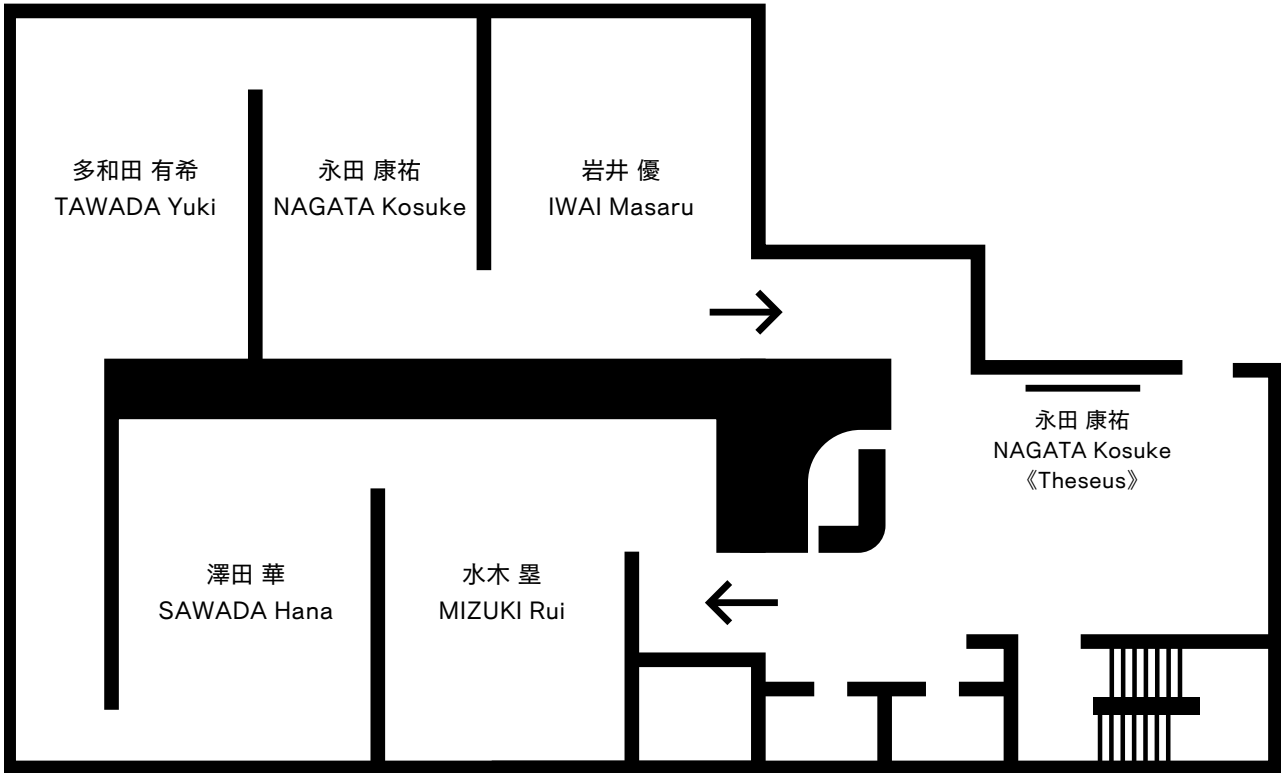 多和田 有希
TAWADA Yuki
永田 康祐
NAGATA Kosuke
岩井 優
IWAI Masaru
永田 康祐
NAGATA Kosuke
《Theseus》
澤田 華
SAWADA Hana
水木 塁
MIZUKI Rui